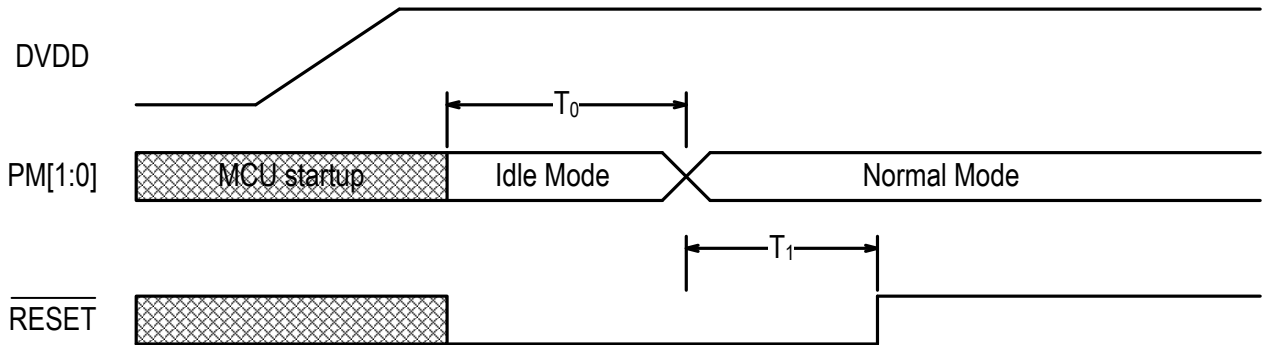 DVDD
T0
PM[1:0]
MCU startup
Idle Mode
Normal Mode
T1
RESET